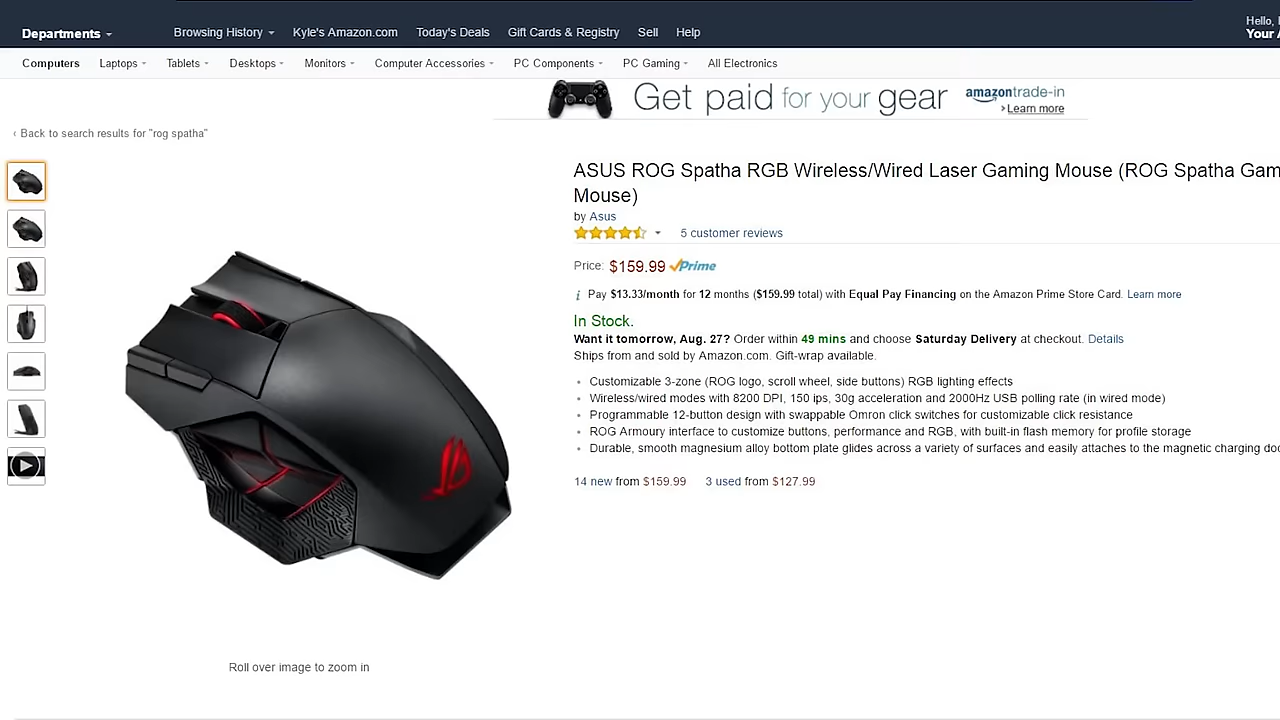 Departments
Browsing History
Kyle's Amazon.com
Today's Deals
Gift Cards & Registry
Sell
Help
Hello,
Your
Computers
Laptops
Tablets
Desktops
Monitors
Computer Accessories
PC Components
PC Gaming
All Electronics
Get paid for your gear
amazontrade-in
Learn more
‹ Back to search results for "rog spatha"
ASUS ROG Spatha RGB Wireless/Wired Laser Gaming Mouse (ROG Spatha Gam
Mouse)
by Asus
5 customer reviews
Price: $159.99 Prime
i Pay $13.33/month for 12 months ($159.99 total) with Equal Pay Financing on the Amazon Prime Store Card. Learn more
In Stock.
Want it tomorrow, Aug. 27? Order within 49 mins and choose Saturday Delivery at checkout. Details
Ships from and sold by Amazon.com. Gift-wrap available.
• Customizable 3-zone (ROG logo, scroll wheel, side buttons) RGB lighting effects
• Wireless/wired modes with 8200 DPI, 150 ips, 30g acceleration and 2000Hz USB polling rate (in wired mode)
• Programmable 12-button design with swappable Omron click switches for customizable click resistance
• ROG Armoury interface to customize buttons, performance and RGB, with built-in flash memory for profile storage
• Durable, smooth magnesium alloy bottom plate glides across a variety of surfaces and easily attaches to the magnetic charging do
14 new from $159.99 3 used from $127.99
Roll over image to zoom in